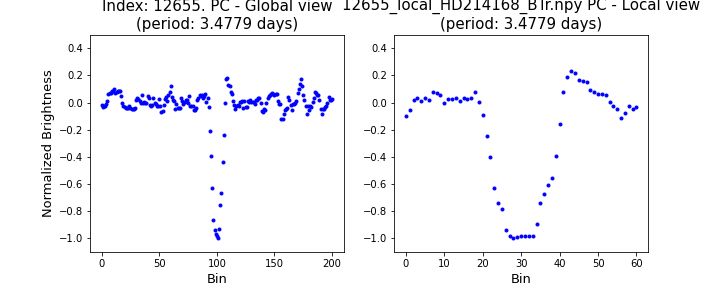 Index: 12655. PC - Global view
(period: 3.4779 days)
12655_local_HD214168_BTr.npy PC - Local view
(period: 3.4779 days)
Normalized Brightness
0.4
0.2
0.0
−0.2
−0.4
−0.6
−0.8
−1.0
0 50 100 150 200
Bin
0.4
0.2
0.0
−0.2
−0.4
−0.6
−0.8
−1.0
0 10 20 30 40 50 60
Bin